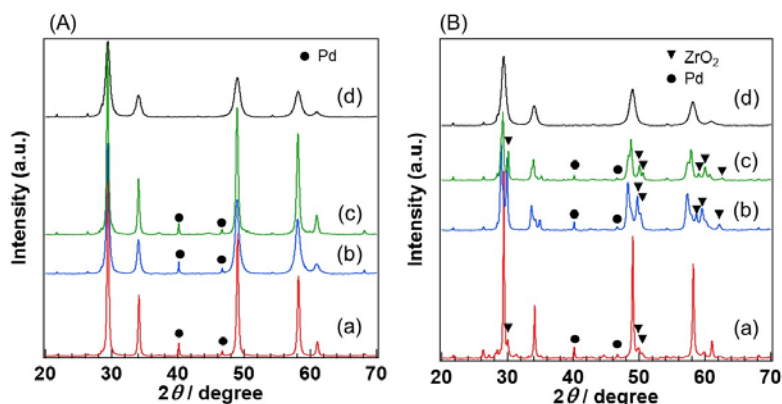 (A)
● Pd
(d)
(c)
(b)
(a)
Intensity (a.u.)
20 30 40 50 60 70
2θ / degree
(B)
▼ ZrO₂
● Pd
(d)
(c)
(b)
(a)
Intensity (a.u.)
20 30 40 50 60 70
2θ / degree